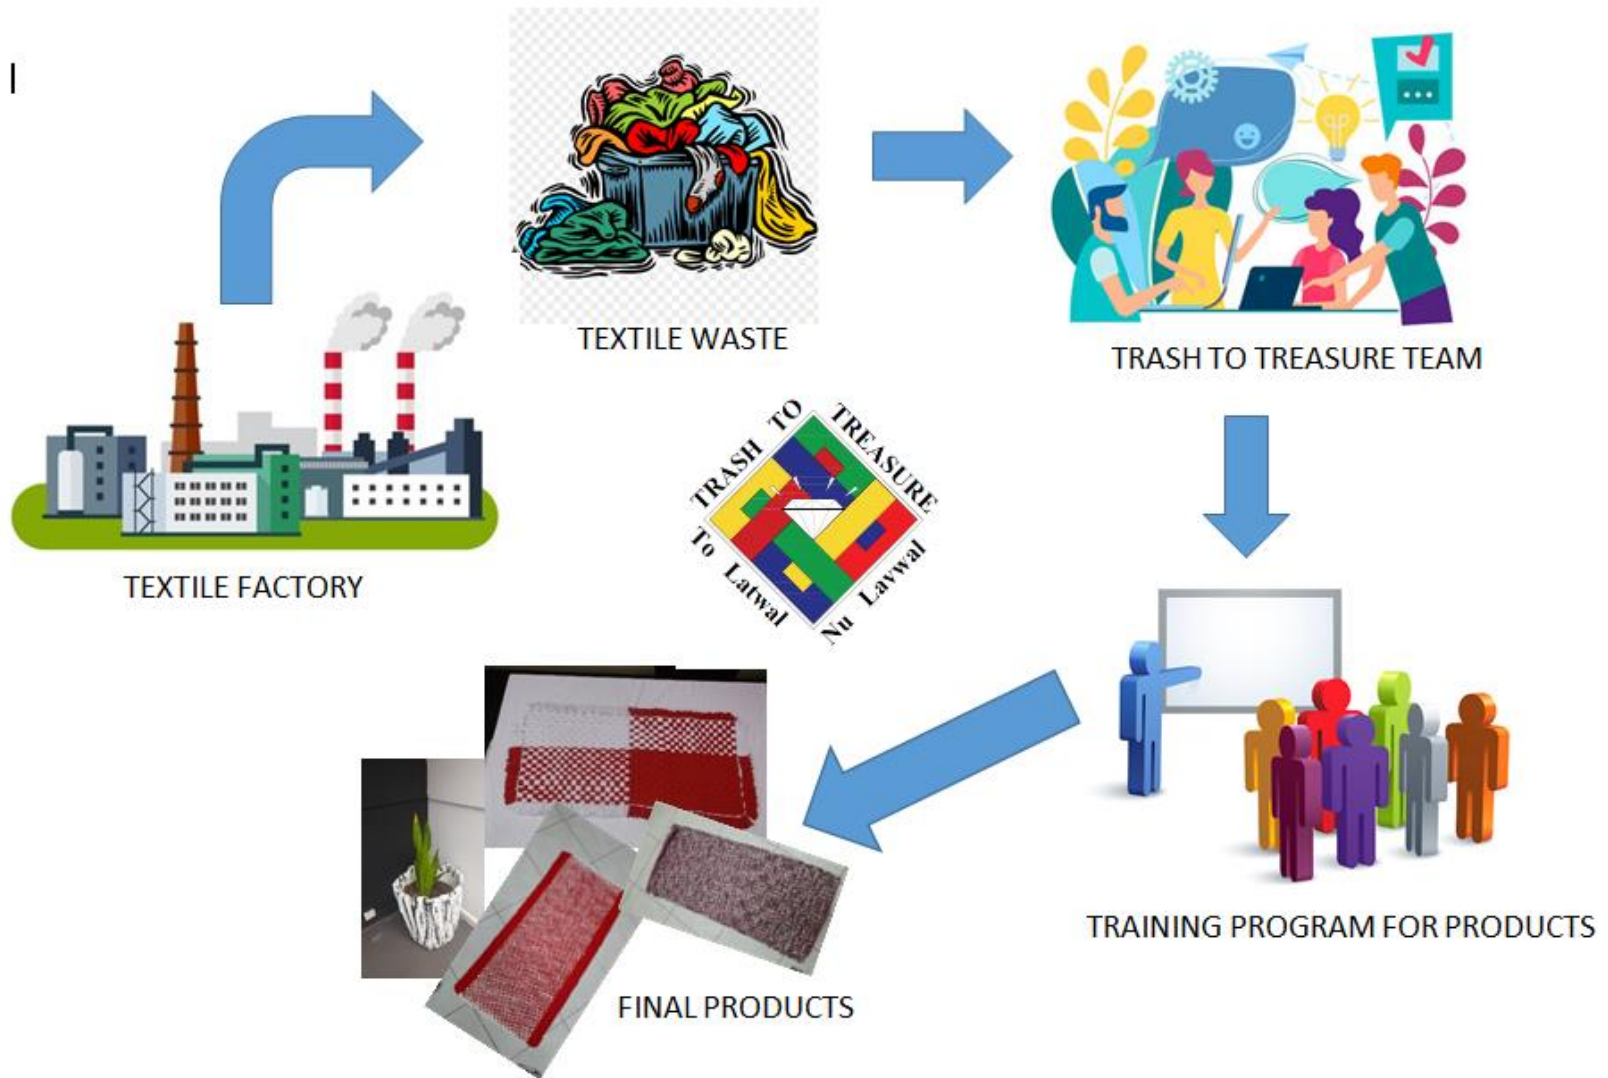 TEXTILE WASTE
TRASH TO TREASURE TEAM
TRASH TO TREASURE
To Latwal Nu Lavwal
TEXTILE FACTORY
TRAINING PROGRAM FOR PRODUCTS
FINAL PRODUCTS